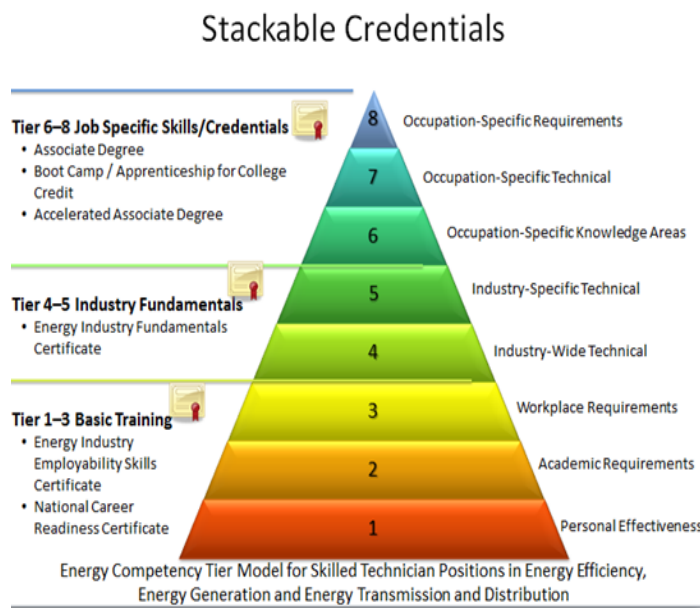 Stackable Credentials
Tier 6–8 Job Specific Skills/Credentials
• Associate Degree
• Boot Camp / Apprenticeship for College
Credit
• Accelerated Associate Degree
Tier 4–5 Industry Fundamentals
• Energy Industry Fundamentals
Certificate
Tier 1–3 Basic Training
• Energy Industry
Employability Skills
Certificate
• National Career
Readiness Certificate
8 Occupation-Specific Requirements
7 Occupation-Specific Technical
6 Occupation-Specific Knowledge Areas
5 Industry-Specific Technical
4 Industry-Wide Technical
3 Workplace Requirements
2 Academic Requirements
1 Personal Effectiveness
Energy Competency Tier Model for Skilled Technician Positions in Energy Efficiency,
Energy Generation and Energy Transmission and Distribution